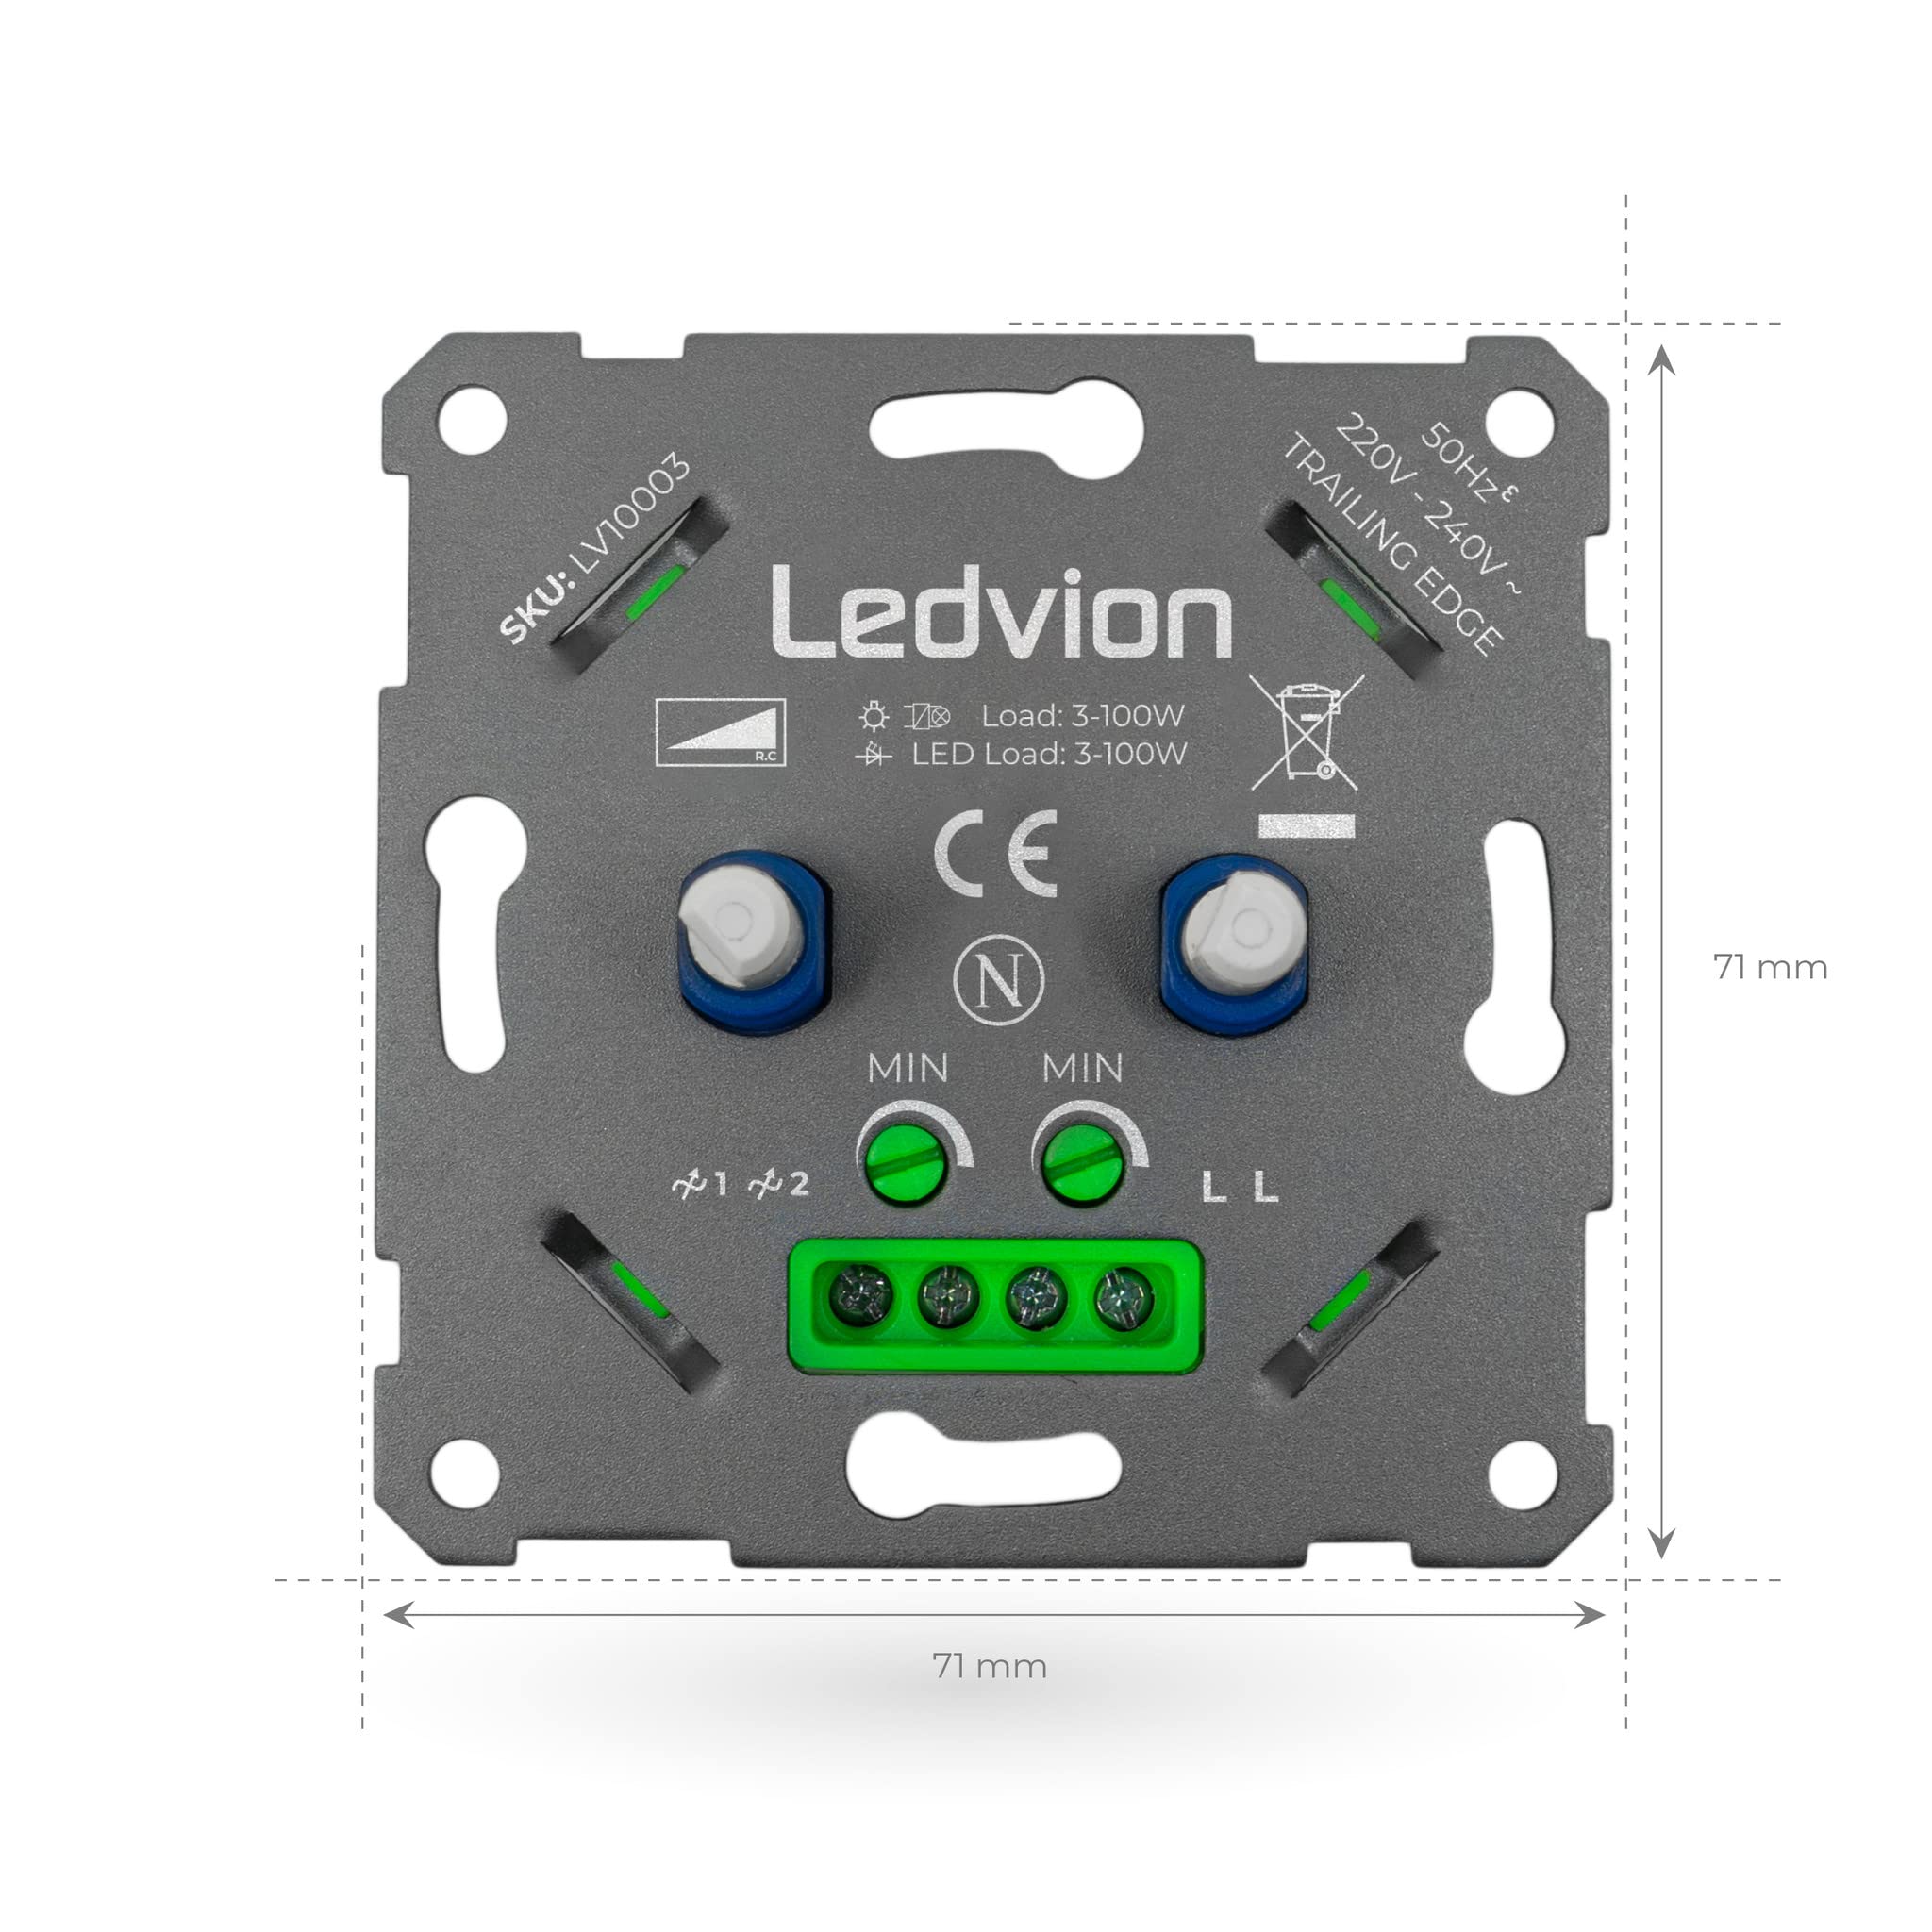 SKU: LV10003
50Hz ε
220V - 240V ~
TRAILING EDGE
Ledvion
Load: 3-100W
LED Load: 3-100W
R.C
CE
N
MIN MIN
1 2
L L
71 mm
71 mm